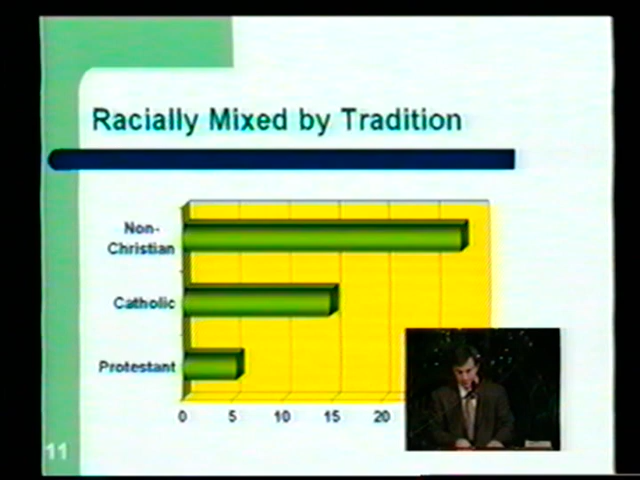 Racially Mixed by Tradition
Non-
Christian
Catholic
Protestant
0 5 10 15 20
11